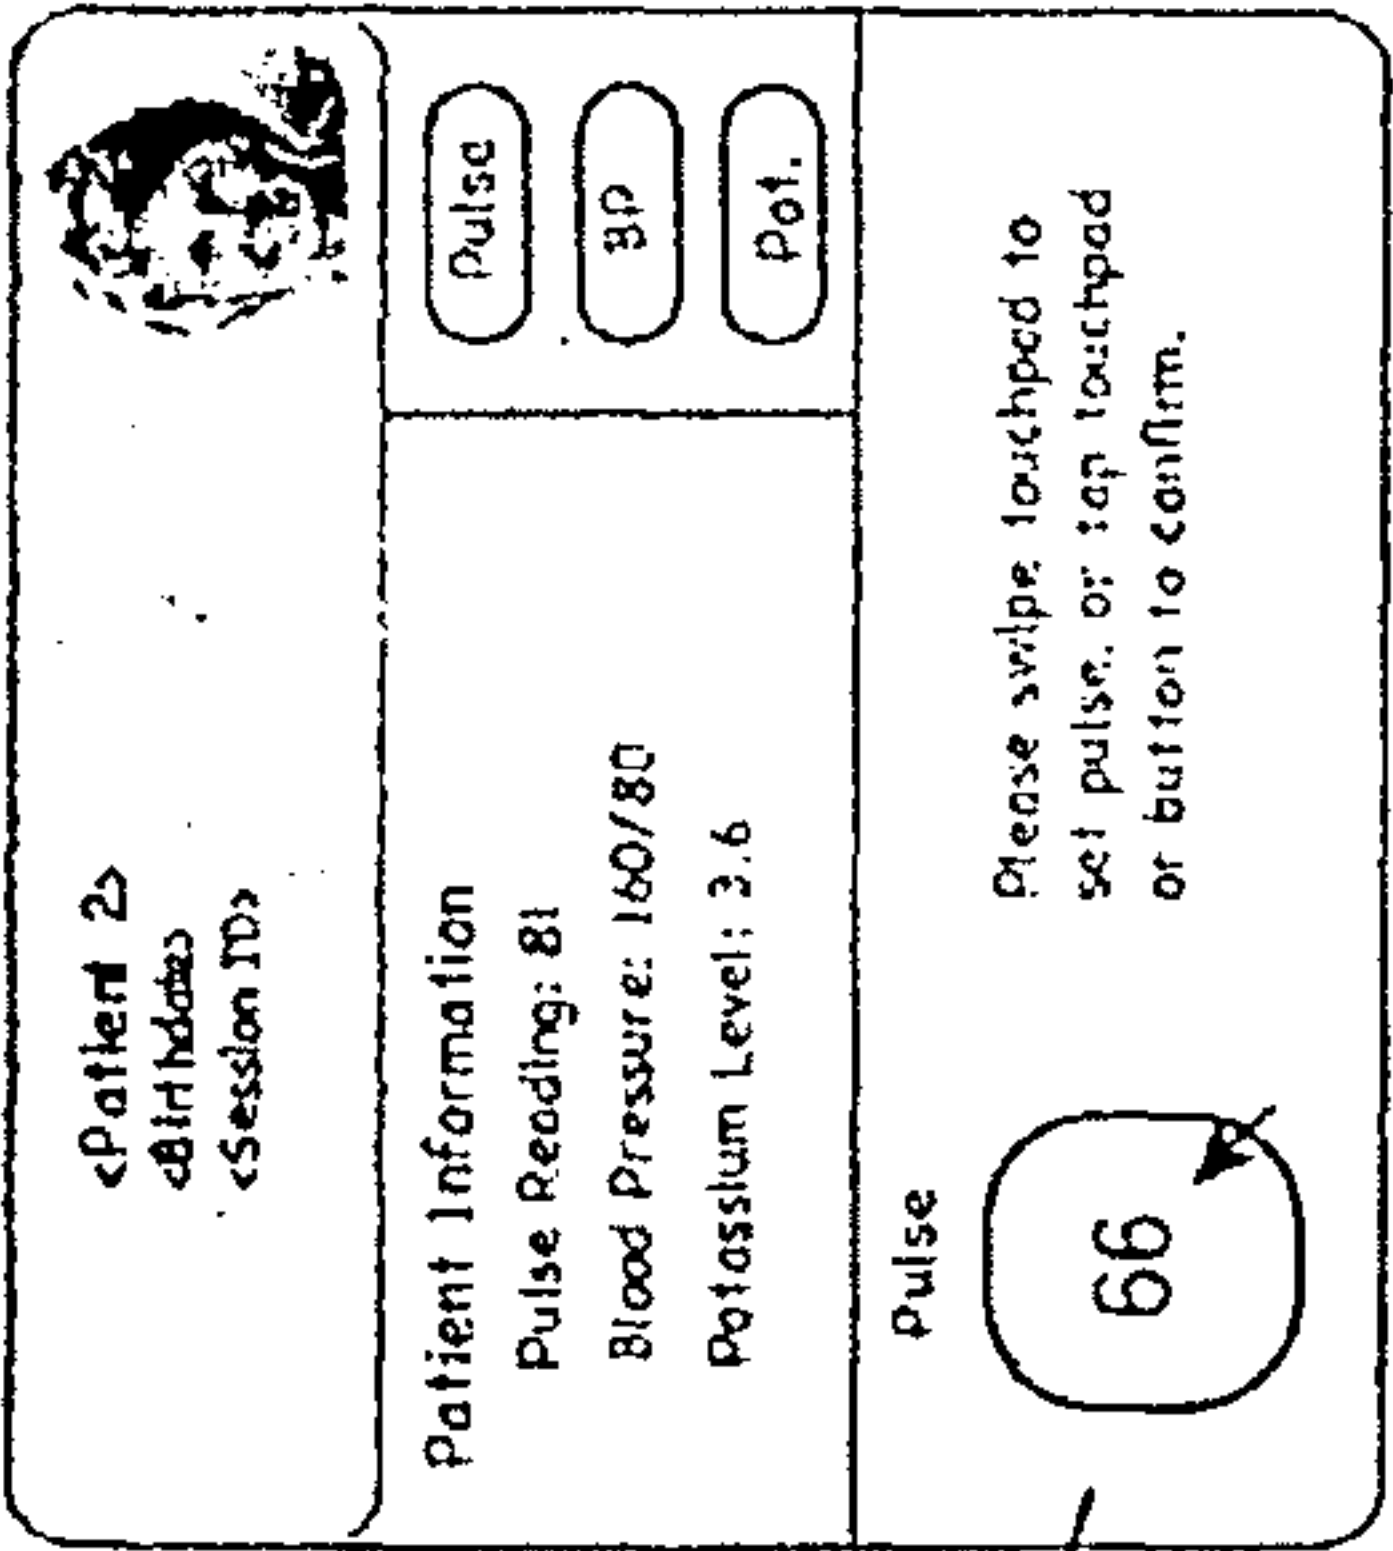 <Patient 2>
<Birthdate>
<Session ID>
Patient Information
Pulse Reading: 81
Blood Pressure: 160/80
Potassium Level: 3.6
Pulse
BP
Pot.
Pulse
66
Please swipe touchpad to
set pulse, or tap touchpad
or button to confirm.